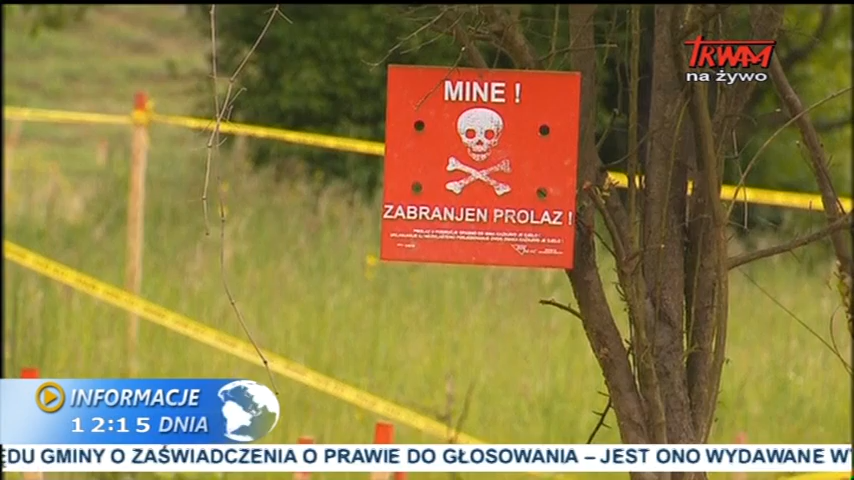 TRWAM
na żywo
MINE !
ZABRANJEN PROLAZ !
INFORMACJE
12:15 DNIA
EDU GMINY O ZAŚWIADCZENIA O PRAWIE DO GŁOSOWANIA – JEST ONO WYDAWANE W